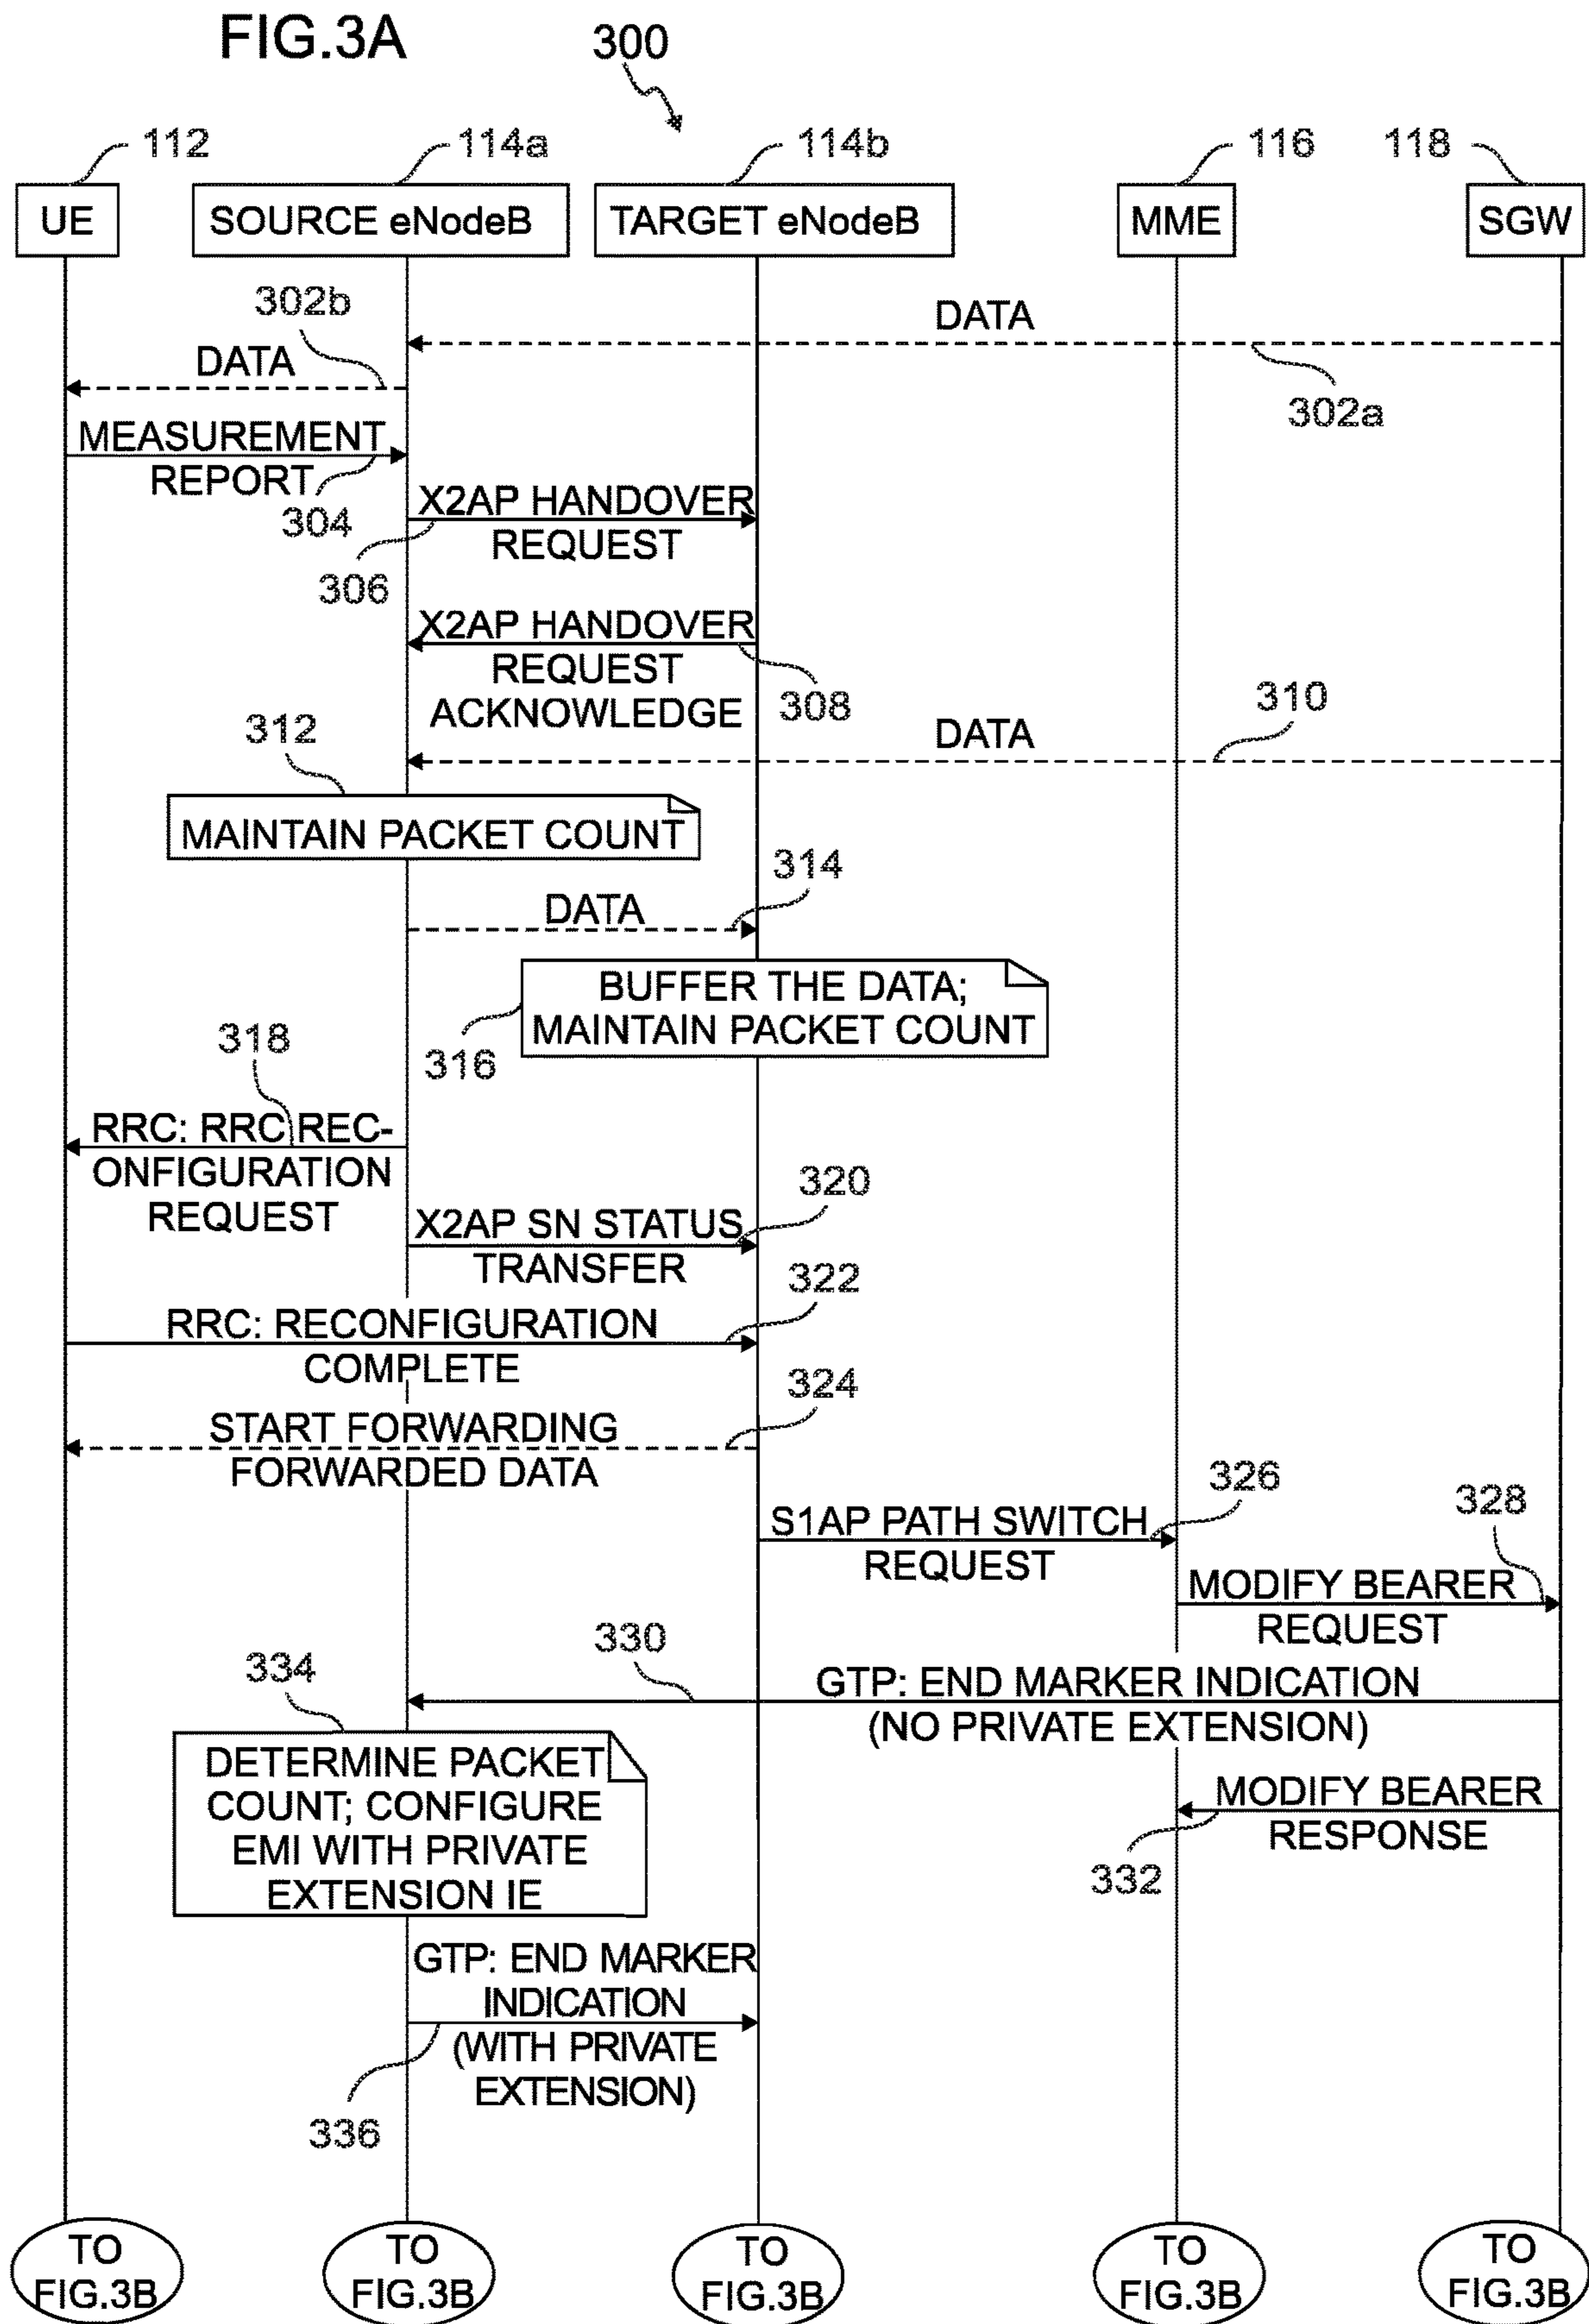 FIG.3A
300
112
114a
114b
116
118
UE
SOURCE eNodeB
TARGET eNodeB
MME
SGW
302b
DATA
DATA
302a
MEASUREMENT
REPORT
304
X2AP HANDOVER
REQUEST
306
X2AP HANDOVER
REQUEST
ACKNOWLEDGE
308
310
DATA
312
MAINTAIN PACKET COUNT
314
DATA
BUFFER THE DATA;
MAINTAIN PACKET COUNT
316
318
RRC: RRC REC-
ONFIGURATION
REQUEST
320
X2AP SN STATUS
TRANSFER
322
RRC: RECONFIGURATION
COMPLETE
324
START FORWARDING
FORWARDED DATA
326
S1AP PATH SWITCH
REQUEST
328
MODIFY BEARER
REQUEST
330
GTP: END MARKER INDICATION
(NO PRIVATE EXTENSION)
334
DETERMINE PACKET
COUNT; CONFIGURE
EMI WITH PRIVATE
EXTENSION IE
MODIFY BEARER
RESPONSE
332
GTP: END MARKER
INDICATION
(WITH PRIVATE
EXTENSION)
336
TO
FIG.3B
TO
FIG.3B
TO
FIG.3B
TO
FIG.3B
TO
FIG.3B